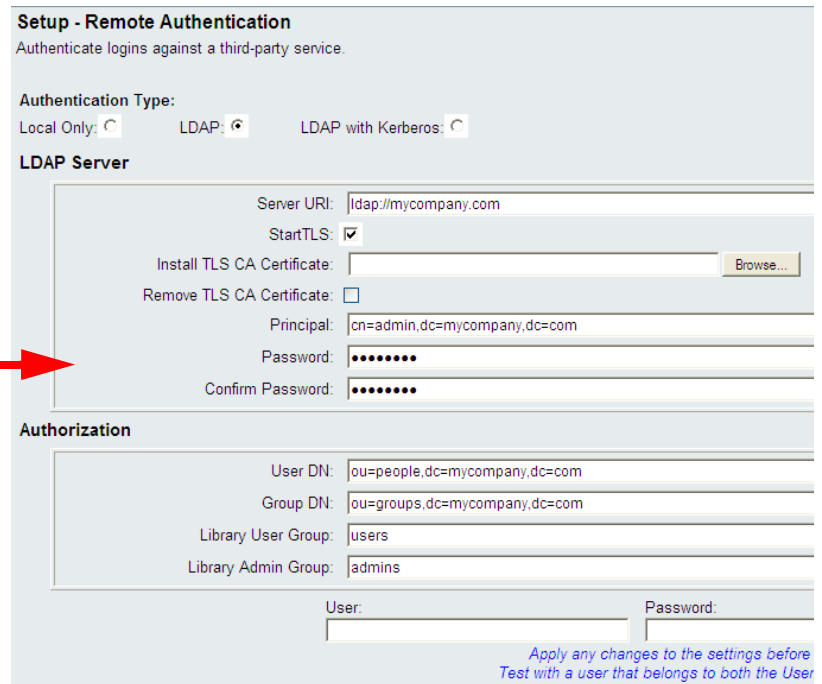 Setup - Remote Authentication
Authenticate logins against a third-party service.
Authentication Type:
Local Only: LDAP: LDAP with Kerberos:
LDAP Server
Server URI: ldap://mycompany.com
StartTLS:
Install TLS CA Certificate: Browse...
Remove TLS CA Certificate:
Principal: cn=admin,dc=mycompany,dc=com
Password: ••••••••
Confirm Password: ••••••••
Authorization
User DN: ou=people,dc=mycompany,dc=com
Group DN: ou=groups,dc=mycompany,dc=com
Library User Group: users
Library Admin Group: admins
User: Password:
Apply any changes to the settings before
Test with a user that belongs to both the User